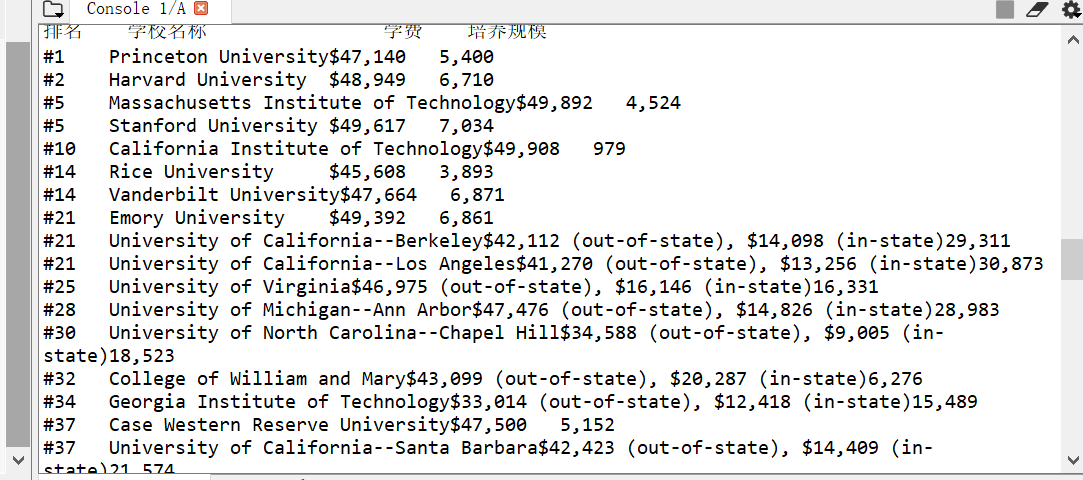 Console 1/A
排名 学校名称 学费 培养规模
#1 Princeton University$47,140 5,400
#2 Harvard University $48,949 6,710
#5 Massachusetts Institute of Technology$49,892 4,524
#5 Stanford University $49,617 7,034
#10 California Institute of Technology$49,908 979
#14 Rice University $45,608 3,893
#14 Vanderbilt University$47,664 6,871
#21 Emory University $49,392 6,861
#21 University of California--Berkeley$42,112 (out-of-state), $14,098 (in-state)29,311
#21 University of California--Los Angeles$41,270 (out-of-state), $13,256 (in-state)30,873
#25 University of Virginia$46,975 (out-of-state), $16,146 (in-state)16,331
#28 University of Michigan--Ann Arbor$47,476 (out-of-state), $14,826 (in-state)28,983
#30 University of North Carolina--Chapel Hill$34,588 (out-of-state), $9,005 (in-
state)18,523
#32 College of William and Mary$43,099 (out-of-state), $20,287 (in-state)6,276
#34 Georgia Institute of Technology$33,014 (out-of-state), $12,418 (in-state)15,489
#37 Case Western Reserve University$47,500 5,152
#37 University of California--Santa Barbara$42,423 (out-of-state), $14,409 (in-
state)21,574